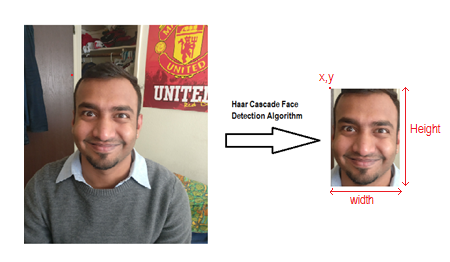 UNITED
UNITE
Haar Cascade Face
Detection Algorithm
x,y
Height
width